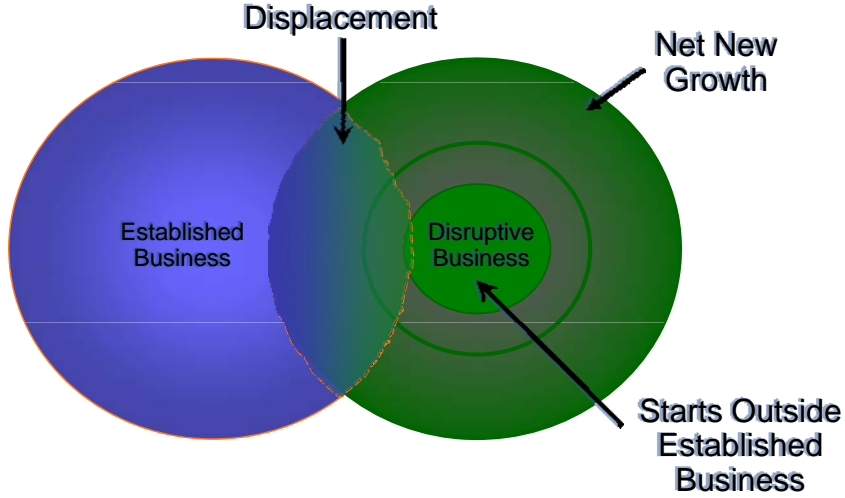 Displacement
Net New
Growth
Established
Business
Disruptive
Business
Starts Outside
Established
Business